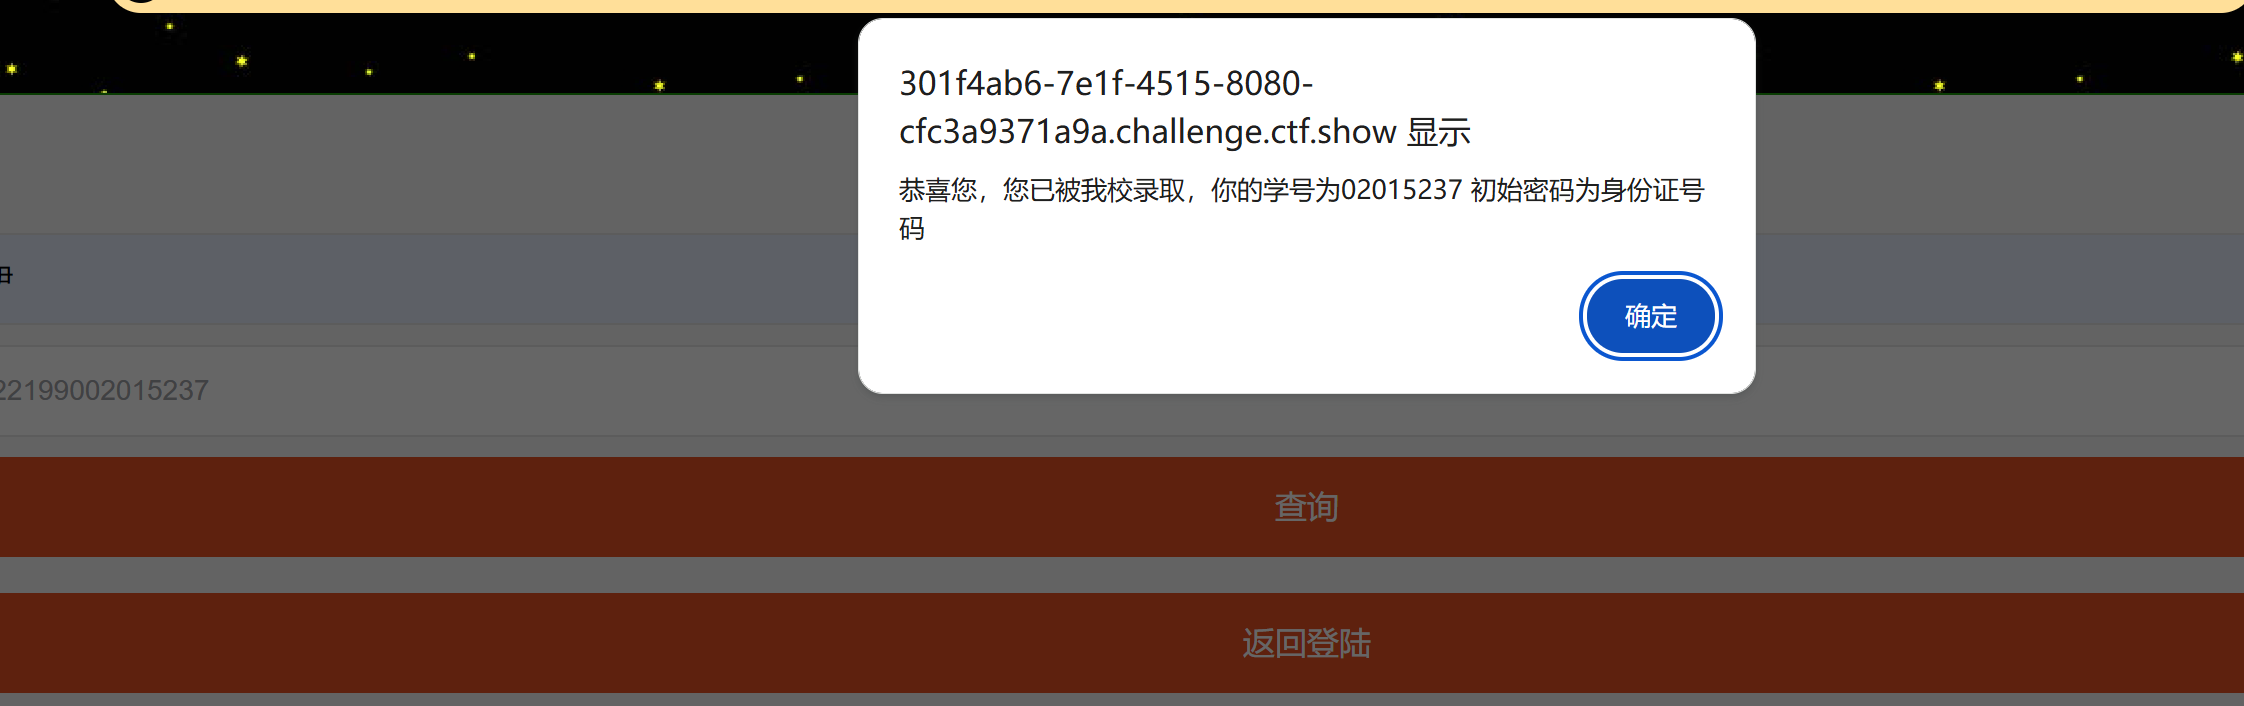 301f4ab6-7e1f-4515-8080-
cfc3a9371a9a.challenge.ctf.show 显示
恭喜您，您已被我校录取，你的学号为02015237 初始密码为身份证号
码
确定
22199002015237
查询
返回登陆